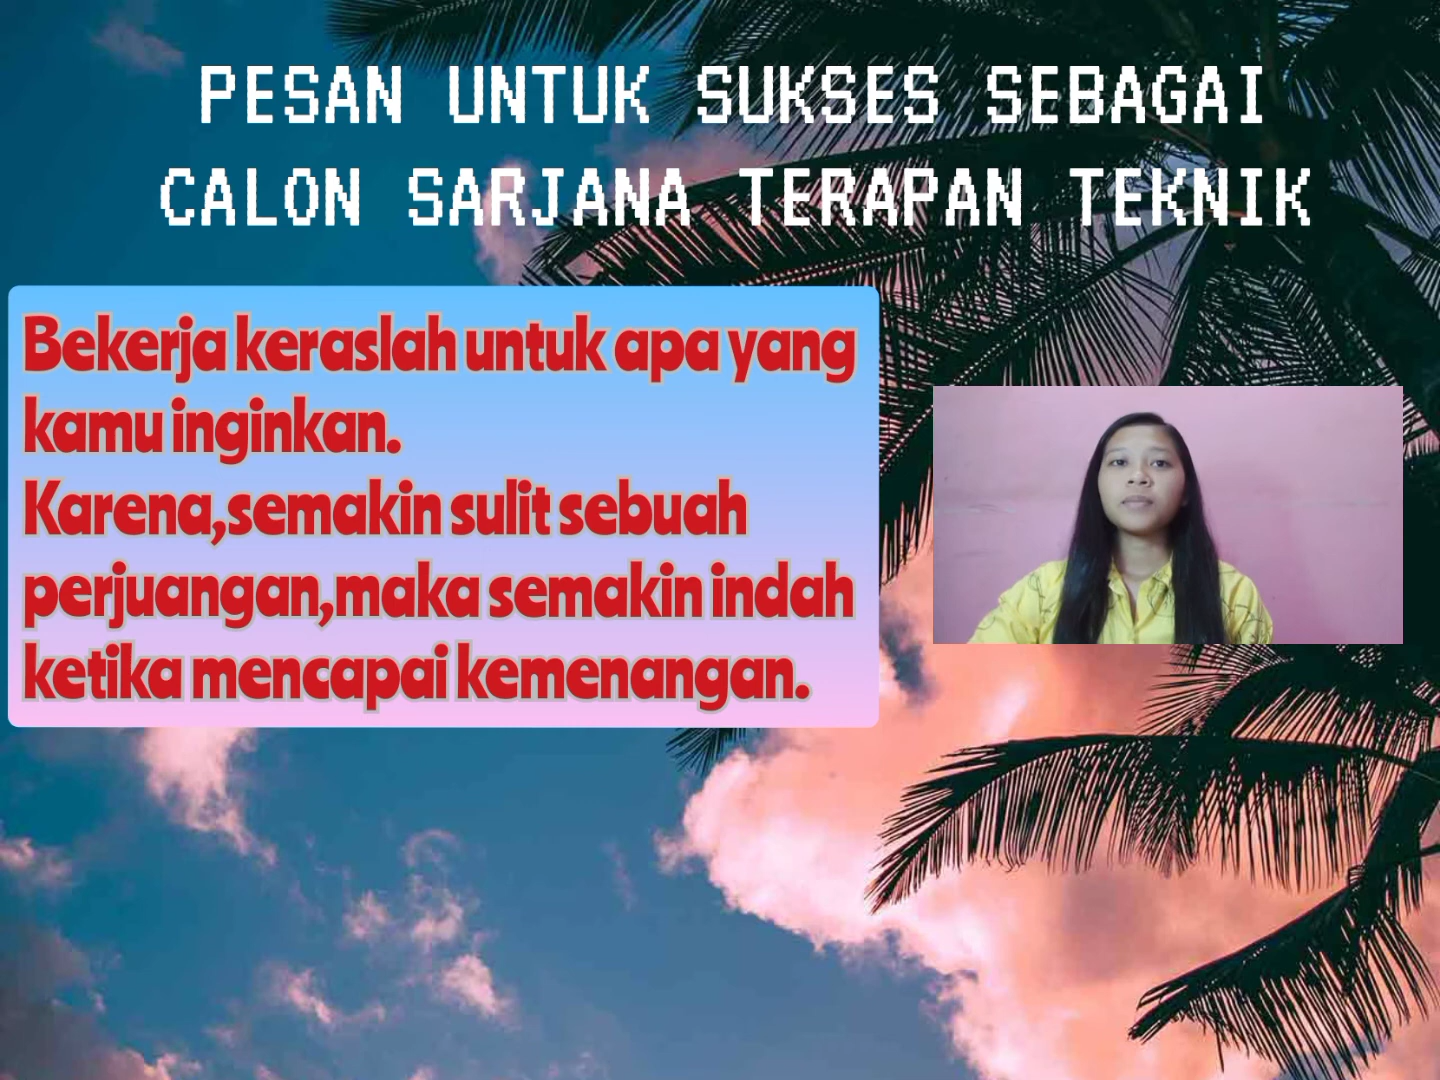 PESAN UNTUK SUKSES SEBAGAI
CALON SARJANA TERAPAN TEKNIK
Bekerja keraslah untuk apa yang
kamu inginkan.
Karena,semakin sulit sebuah
perjuangan,maka semakin indah
ketika mencapai kemenangan.